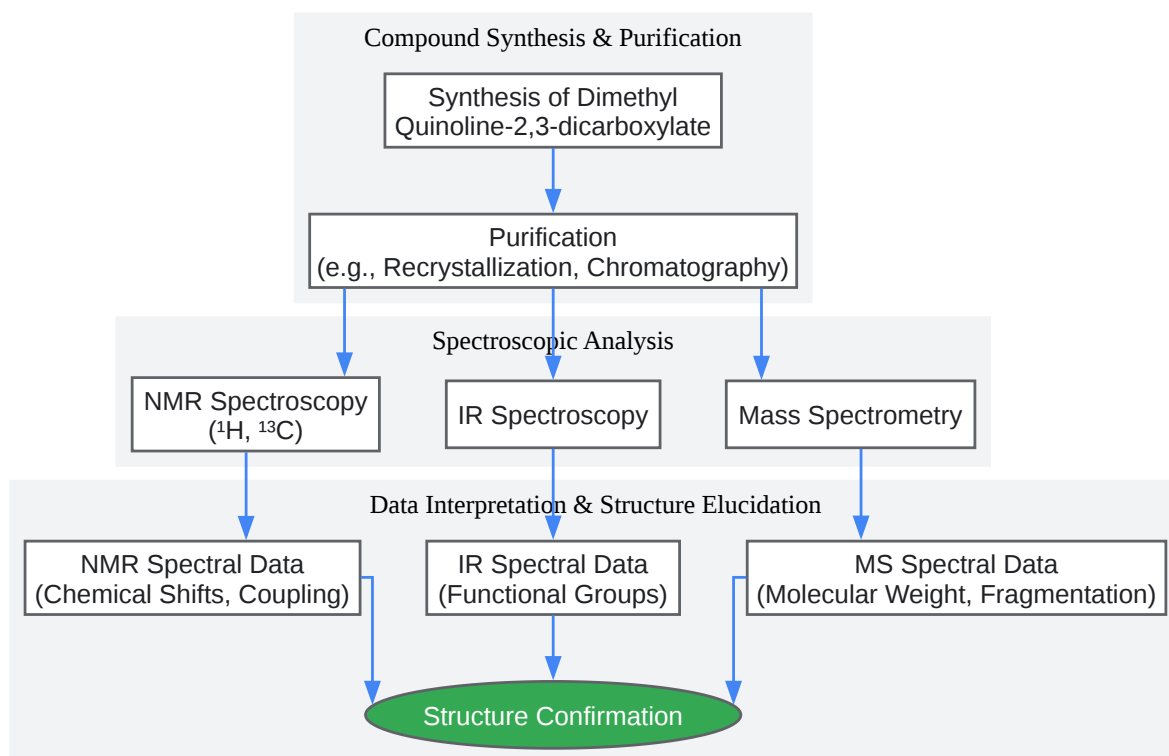 Compound Synthesis & Purification
Synthesis of Dimethyl
Quinoline-2,3-dicarboxylate
Purification
(e.g., Recrystallization, Chromatography)
Spectroscopic Analysis
NMR Spectroscopy
(¹H, ¹³C)
IR Spectroscopy
Mass Spectrometry
Data Interpretation & Structure Elucidation
NMR Spectral Data
(Chemical Shifts, Coupling)
IR Spectral Data
(Functional Groups)
MS Spectral Data
(Molecular Weight, Fragmentation)
Structure Confirmation